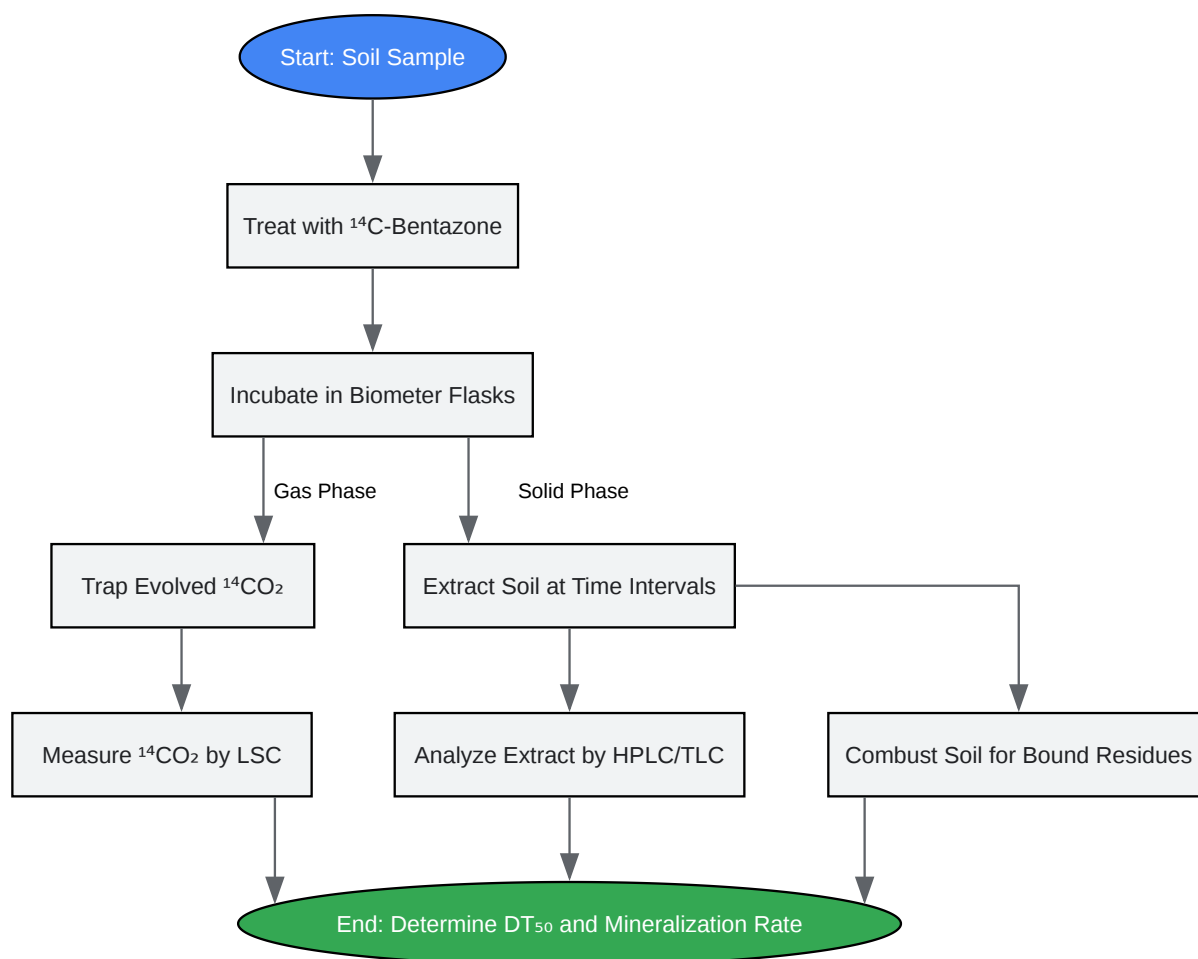 Start: Soil Sample
Treat with ¹⁴C-Bentazone
Incubate in Biometer Flasks
Gas Phase
Solid Phase
Trap Evolved ¹⁴CO₂
Extract Soil at Time Intervals
Measure ¹⁴CO₂ by LSC
Analyze Extract by HPLC/TLC
Combust Soil for Bound Residues
End: Determine DT₅₀ and Mineralization Rate